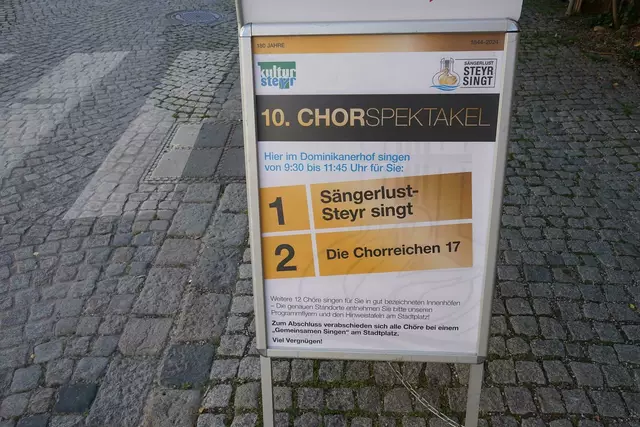 180 JAHRE 1844-2024
kultur
steyr
SÄNGERLUST
STEYR
SINGT
10. CHORSPEKTAKEL
Hier im Dominikanerhof singen
von 9:30 bis 11:45 Uhr für Sie:
1 Sängerlust-
Steyr singt
2 Die Chorreichen 17
Weitere 12 Chöre singen für Sie in gut bezeichneten Innenhöfen
– Die genauen Standorte entnehmen Sie bitte unseren
Programmflyern und den Hinweistafeln am Stadtplatz!
Zum Abschluss verabschieden sich alle Chöre bei einem
„Gemeinsamen Singen" am Stadtplatz.
Viel Vergnügen!